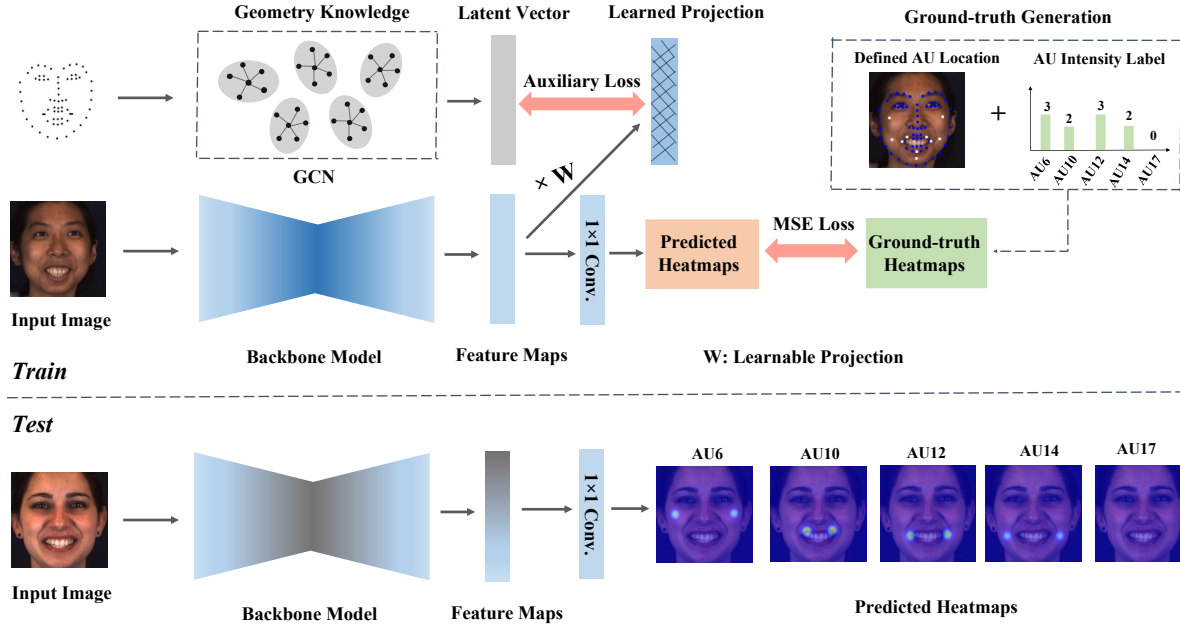 Geometry Knowledge
Latent Vector
Learned Projection
Ground-truth Generation
Defined AU Location
AU Intensity Label
Auxiliary Loss
+
3
2
3
2
0
AU6
AU10
AU12
AU14
AU17
GCN
× W
1×1 Conv.
Predicted
Heatmaps
MSE Loss
Ground-truth
Heatmaps
Input Image
Backbone Model
Feature Maps
W: Learnable Projection
Train
Test
AU6
AU10
AU12
AU14
AU17
1×1 Conv.
Input Image
Backbone Model
Feature Maps
Predicted Heatmaps